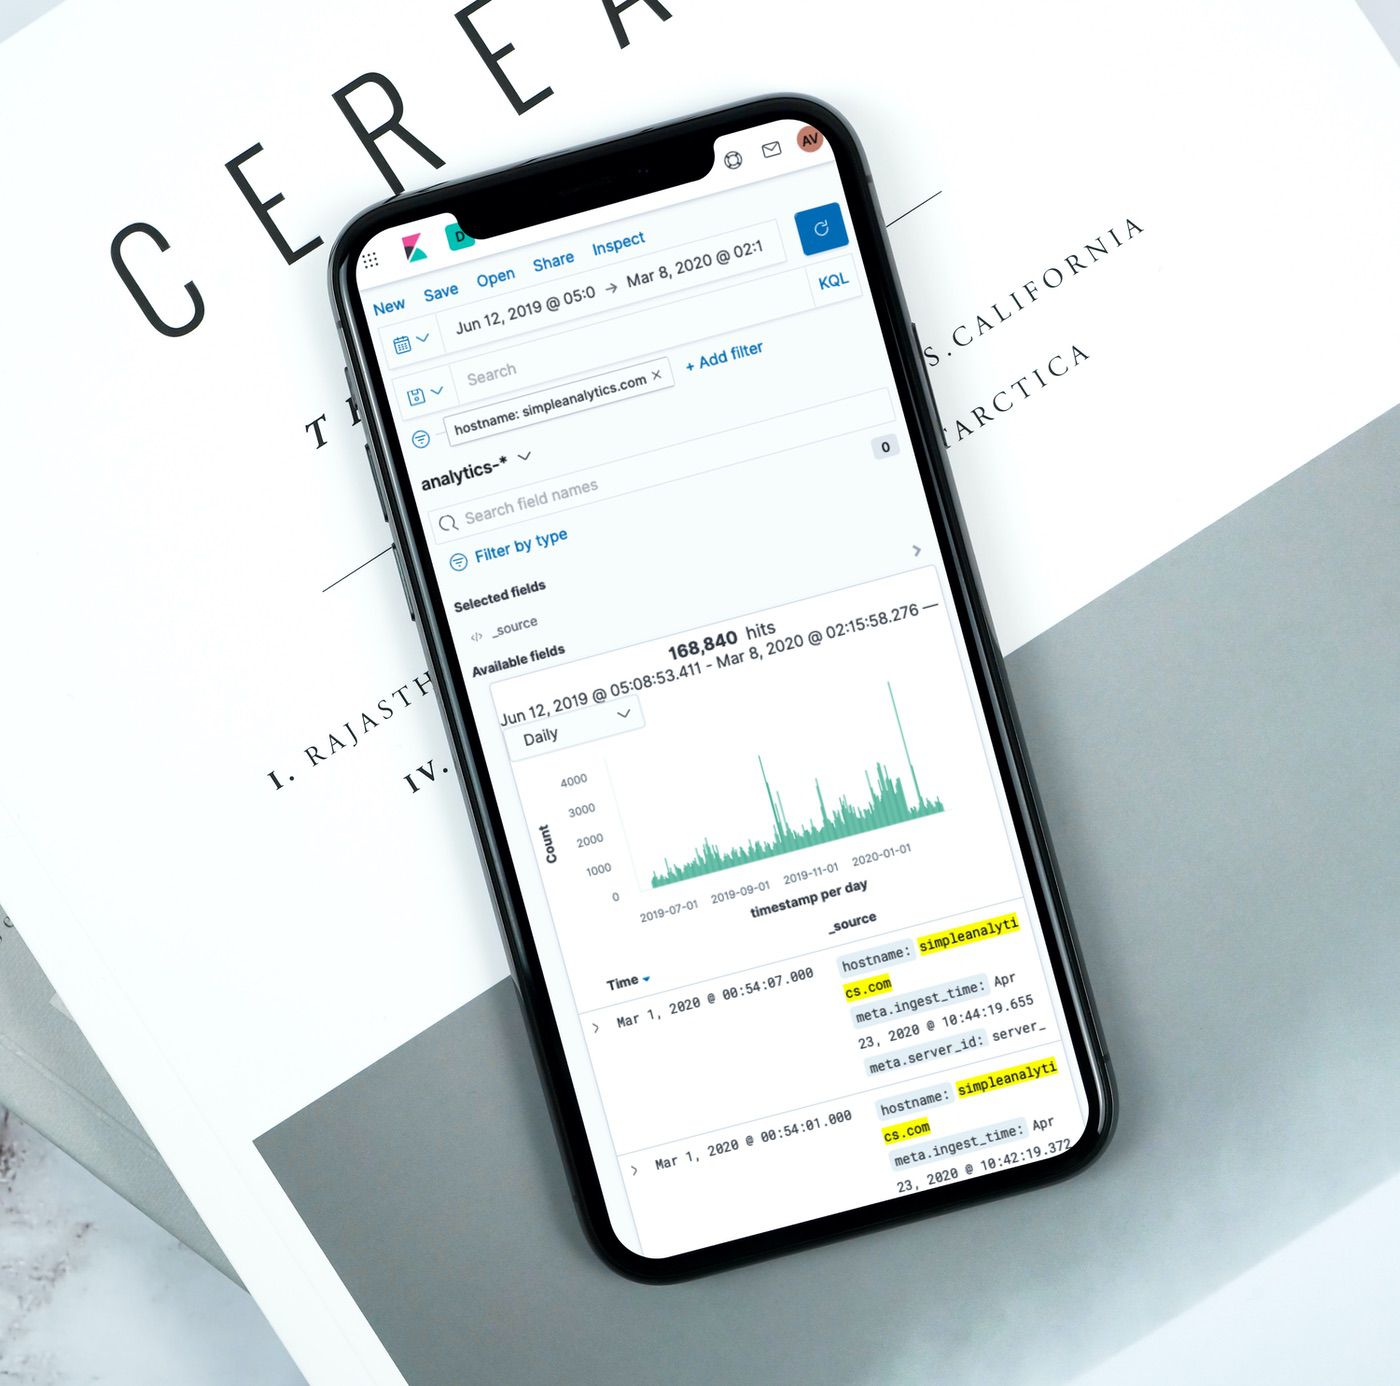 CEREA
S. CALIFORNIA
TARCTICA
I. RAJASTH
IV.
D
AV
New Save Open Share Inspect
Jun 12, 2019 @ 05:0 → Mar 8, 2020 @ 02:1
Search
KQL
hostname: simpleanalytics.com × + Add filter
analytics-*
0
Search field names
Filter by type
Selected fields
_source
Available fields
168,840 hits
Jun 12, 2019 @ 05:08:53.411 - Mar 8, 2020 @ 02:15:58.276 —
Daily
Count
4000
3000
2000
1000
0
2019-07-01 2019-09-01 2019-11-01 2020-01-01
timestamp per day
Time _source
Mar 1, 2020 @ 00:54:07.000
hostname: simpleanalyti
cs.com
meta.ingest_time: Apr
23, 2020 @ 10:44:19.655
meta.server_id: server_
Mar 1, 2020 @ 00:54:01.000
hostname: simpleanalyti
cs.com
meta.ingest_time: Apr
23, 2020 @ 10:42:19.372